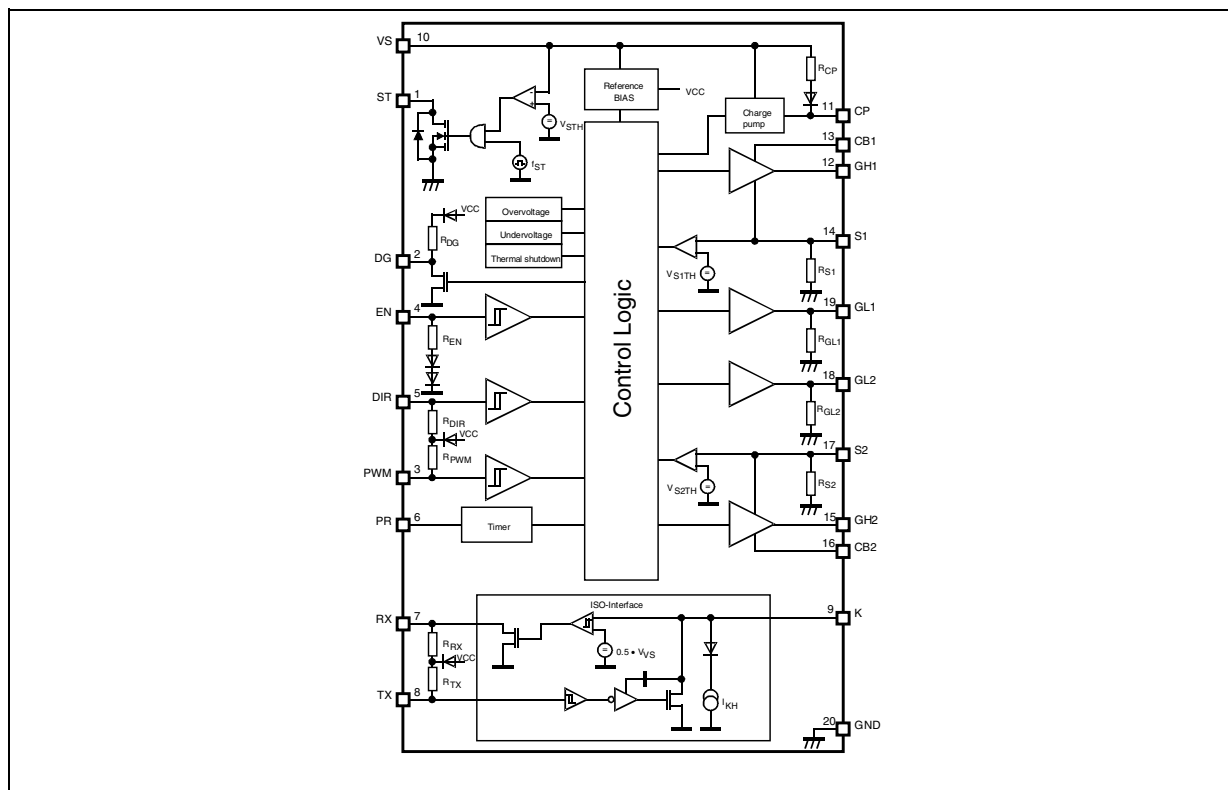 VS 10
ST 1
DG 2
EN 4
DIR 5
PWM 3
PR 6
RX 7
TX 8
RCP
Reference
BIAS
VCC
Charge
pump
VSTH
fST
11 CP
13 CB1
12 GH1
VCC
RDG
Overvoltage
Undervoltage
Thermal shutdown
14 S1
VS1TH
RS1
Control Logic
19 GL1
RGL1
REN
18 GL2
RGL2
RDIR
VCC
RPWM
17 S2
VS2TH
RS2
Timer
15 GH2
16 CB2
ISO-Interface
9 K
RRX
VCC
RTX
0.5 • VVS
IKH
20 GND